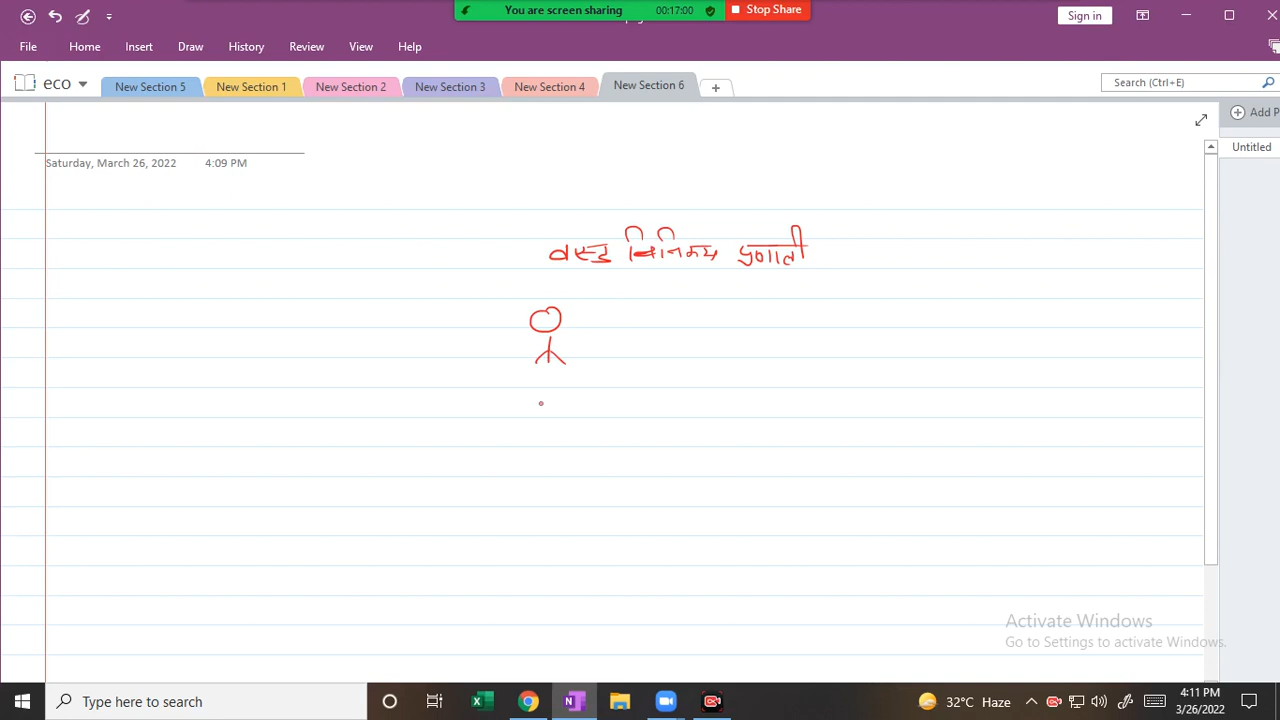 You are screen sharing 00:17:00 Stop Share
Sign in
File Home Insert Draw History Review View Help
eco New Section 5 New Section 1 New Section 2 New Section 3 New Section 4 New Section 6 + Search (Ctrl+E)
Add P
Untitled
Saturday, March 26, 2022 4:09 PM
वस्तु विनिमय प्रणाली
Activate Windows
Go to Settings to activate Windows.
Type here to search
32°C Haze
4:11 PM
3/26/2022